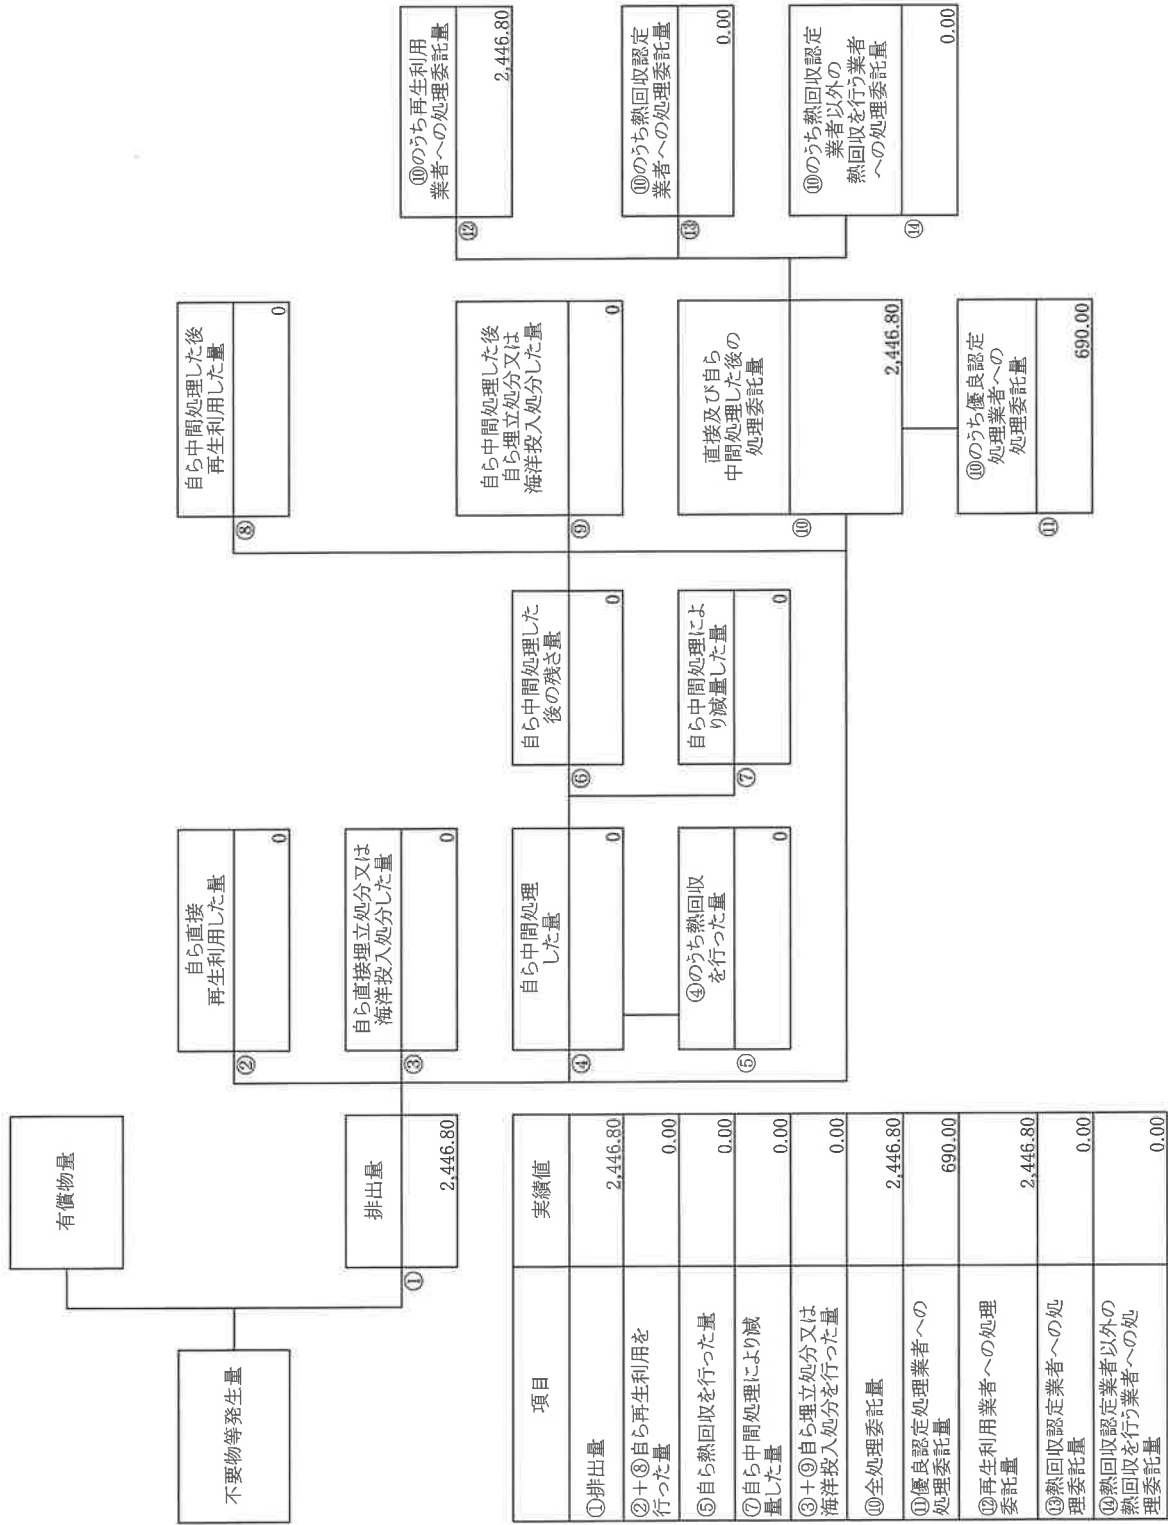 不要物等発生量
有償物量
①
排出量
2,446.80
②
自ら直接
再生利用した量
0
③
自ら直接埋立処分又は
海洋投入処分した量
0
④
自ら中間処理
した量
0
⑤
④のうち熱回収
を行った量
0
⑥
自ら中間処理した
後の残さ量
0
⑦
自ら中間処理によ
り減量した量
0
⑧
自ら中間処理した後
再生利用した量
0
⑨
自ら中間処理した後
自ら埋立処分又は
海洋投入処分した量
0
⑩
直接及び自ら
中間処理した後の
処理委託量
2,446.80
⑪
⑩のうち優良認定
処理業者への
処理委託量
690.00
⑫
⑩のうち再生利用
業者への処理委託量
2,446.80
⑬
⑩のうち熱回収認定
業者への処理委託量
0.00
⑭
⑩のうち熱回収認定
業者以外の
熱回収を行う業者
への処理委託量
0.00
項目
実績値
①排出量
2,446.80
②+⑧自ら再生利用を
行った量
0.00
⑤自ら熱回収を行った量
0.00
⑦自ら中間処理により減
量した量
0.00
③+⑨自ら埋立処分又は
海洋投入処分を行った量
0.00
⑩全処理委託量
2,446.80
⑪優良認定処理業者への
処理委託量
690.00
⑫再生利用業者への処理
委託量
2,446.80
⑬熱回収認定業者への処
理委託量
0.00
⑭熱回収認定業者以外の
熱回収を行う業者への処
理委託量
0.00